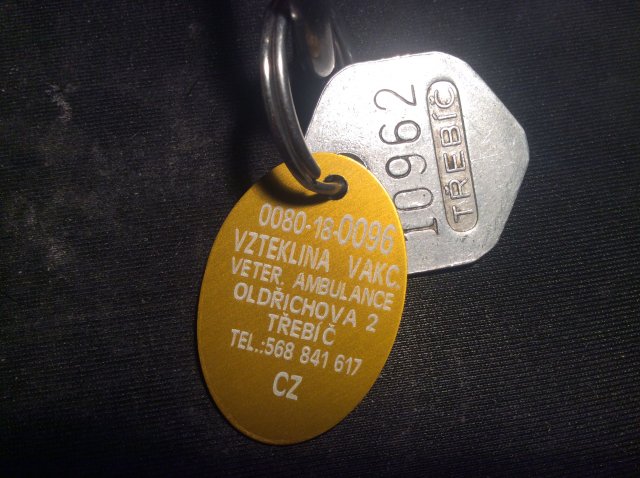 0080-18-0096
VZTEKLINA VAKC.
VETER. AMBULANCE
OLDŘICHOVA 2
TŘEBÍČ
TEL.:568 841 617
CZ
10962
TŘEBÍČ